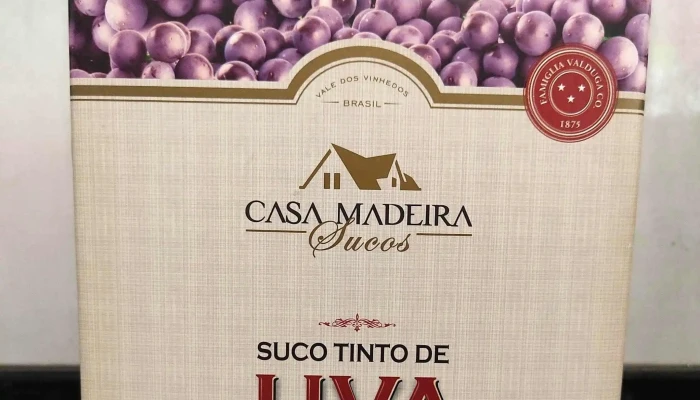 VALE DOS VINHEDOS
BRASIL
FAMIGLIA VALDUGA CO.
1875
CASA MADEIRA
Sucos
SUCO TINTO DE
UVA